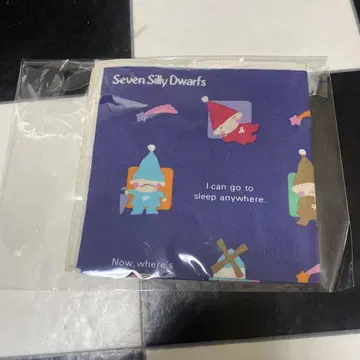 Seven Silly Dwarfs
I can go to
sleep anywhere.
Now, where's